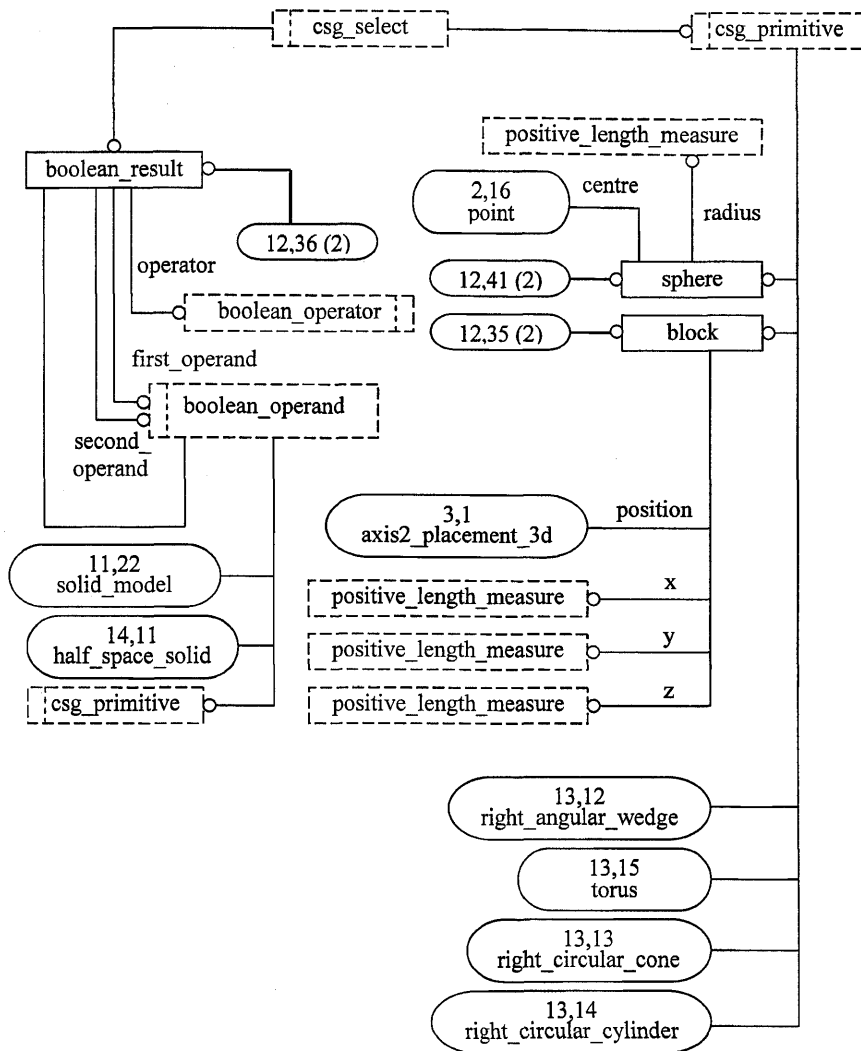 csg_select
csg_primitive
positive_length_measure
boolean_result
centre
2,16
point
radius
12,36 (2)
operator
12,41 (2)
sphere
boolean_operator
12,35 (2)
block
first_operand
boolean_operand
second_
operand
3,1
axis2_placement_3d
position
11,22
solid_model
x
positive_length_measure
14,11
half_space_solid
y
positive_length_measure
csg_primitive
z
positive_length_measure
13,12
right_angular_wedge
13,15
torus
13,13
right_circular_cone
13,14
right_circular_cylinder